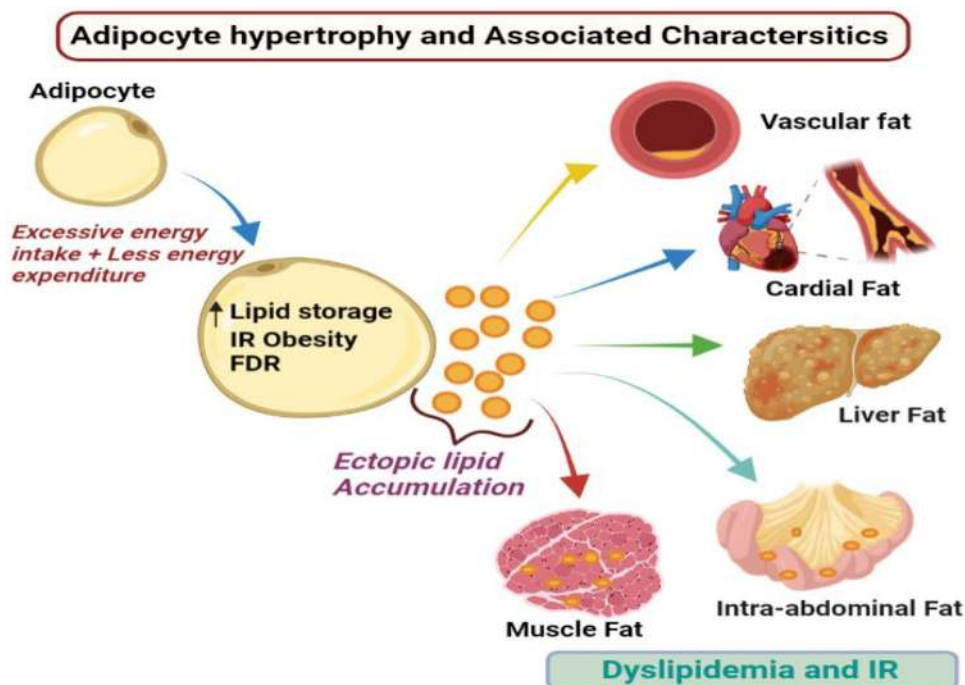 Adipocyte hypertrophy and Associated Charactersitics
Adipocyte
Excessive energy
intake + Less energy
expenditure
Lipid storage
IR Obesity
FDR
Ectopic lipid
Accumulation
Vascular fat
Cardial Fat
Liver Fat
Intra-abdominal Fat
Muscle Fat
Dyslipidemia and IR